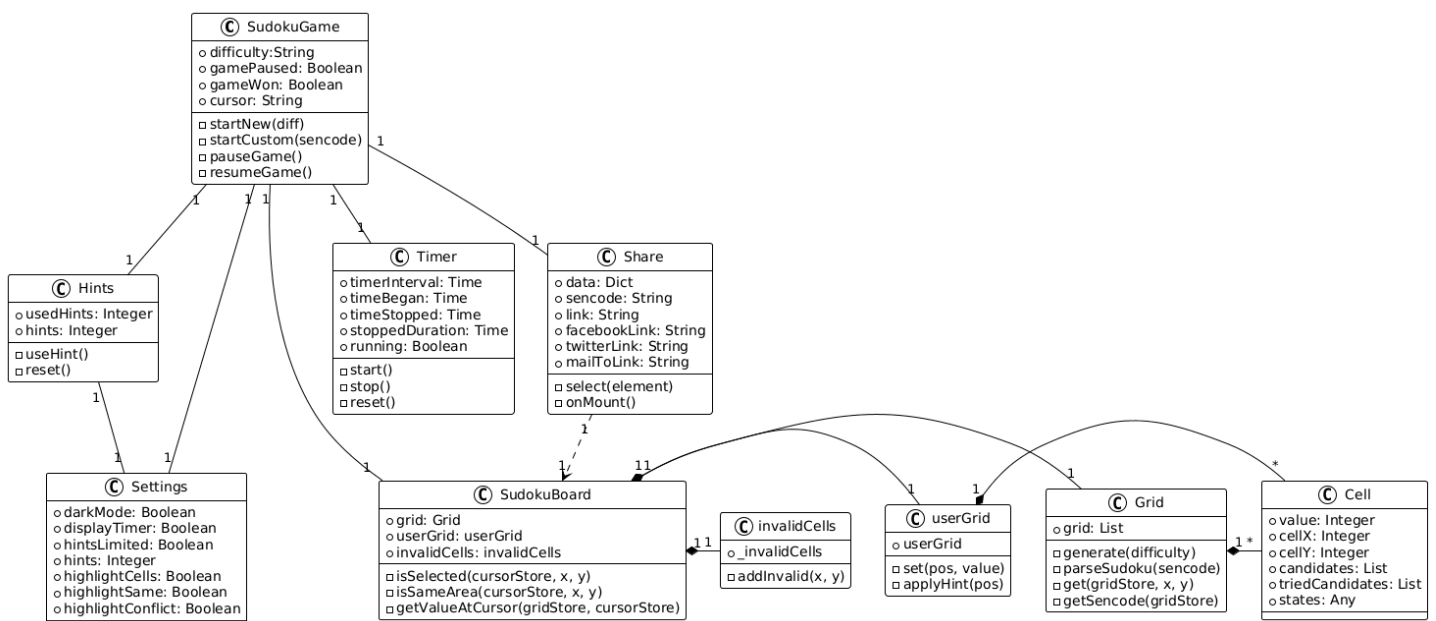 C SudokuGame
difficulty:String
gamePaused: Boolean
gameWon: Boolean
cursor: String
startNew(diff)
startCustom(sencode)
pauseGame()
resumeGame()
1
1
1
1
1
1
1
1
1
1
C Hints
usedHints: Integer
hints: Integer
useHint()
reset()
C Timer
timerInterval: Time
timeBegan: Time
timeStopped: Time
stoppedDuration: Time
running: Boolean
start()
stop()
reset()
C Share
data: Dict
sencode: String
link: String
facebookLink: String
twitterLink: String
mailToLink: String
select(element)
onMount()
1
1
1
1
C Settings
darkMode: Boolean
displayTimer: Boolean
hintsLimited: Boolean
hints: Integer
highlightCells: Boolean
highlightSame: Boolean
highlightConflict: Boolean
C SudokuBoard
grid: Grid
userGrid: userGrid
invalidCells: invalidCells
isSelected(cursorStore, x, y)
isSameArea(cursorStore, x, y)
getValueAtCursor(gridStore, cursorStore)
1
1
1
1
1
1
C invalidCells
_invalidCells
addInvalid(x, y)
C userGrid
userGrid
set(pos, value)
applyHint(pos)
1
*
C Grid
grid: List
generate(difficulty)
parseSudoku(sencode)
get(gridStore, x, y)
getSencode(gridStore)
1
*
C Cell
value: Integer
cellX: Integer
cellY: Integer
candidates: List
triedCandidates: List
states: Any